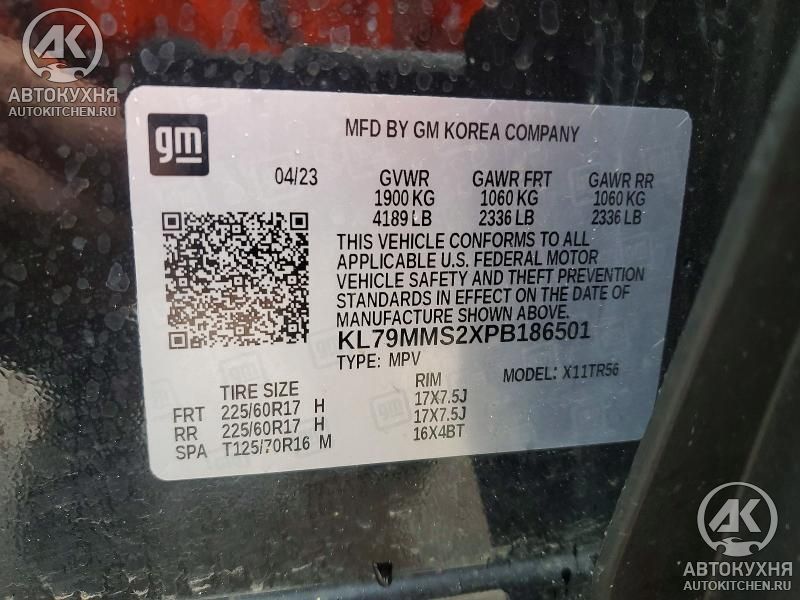 АК
АВТОКУХНЯ
AUTOKITCHEN.RU
gm
MFD BY GM KOREA COMPANY
04/23
GVWR GAWR FRT GAWR RR
1900 KG 1060 KG 1060 KG
4189 LB 2336 LB 2336 LB
THIS VEHICLE CONFORMS TO ALL
APPLICABLE U.S. FEDERAL MOTOR
VEHICLE SAFETY AND THEFT PREVENTION
STANDARDS IN EFFECT ON THE DATE OF
MANUFACTURE SHOWN ABOVE.
KL79MMS2XPB186501
TYPE: MPV
MODEL: X11TR56
TIRE SIZE RIM
FRT 225/60R17 H 17X7.5J
RR 225/60R17 H 17X7.5J
SPA T125/70R16 M 16X4BT
АК
АВТОКУХНЯ
AUTOKITCHEN.RU